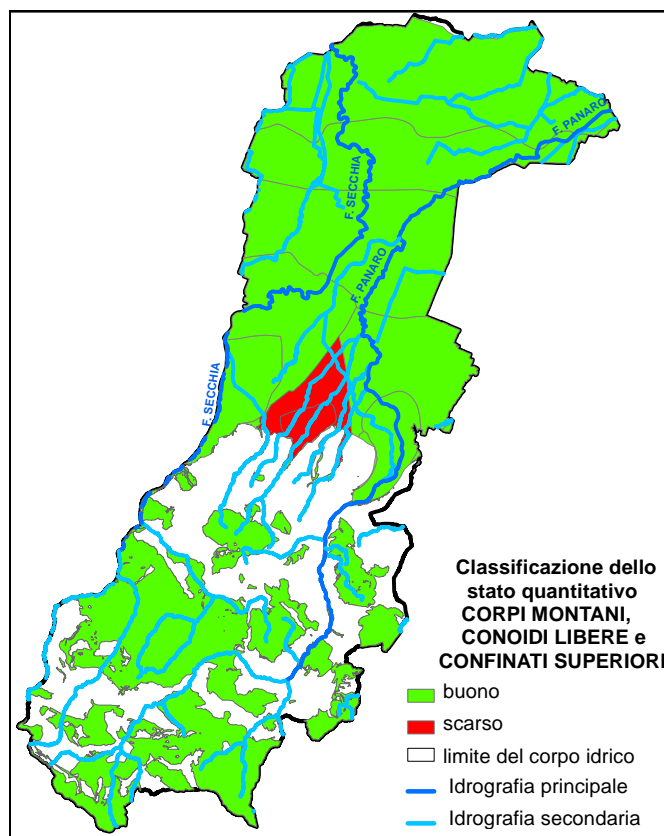 F. PANARO
F. SECCHIA
F. PANARO
F. SECCHIA
Classificazione dello
stato quantitativo
CORPI MONTANI,
CONOIDI LIBERE e
CONFINATI SUPERIORI
buono
scarso
limite del corpo idrico
Idrografia principale
Idrografia secondaria